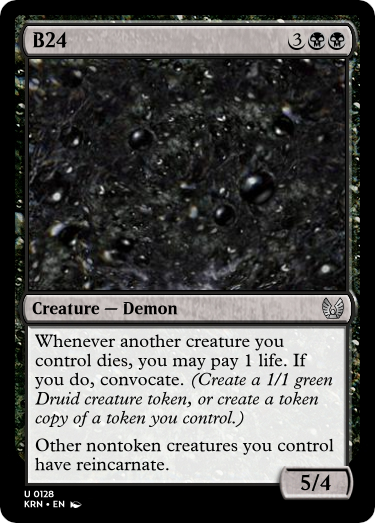 B24
3
Creature — Demon
Whenever another creature you
control dies, you may pay 1 life. If
you do, convocate. (Create a 1/1 green
Druid creature token, or create a token
copy of a token you control.)
Other nontoken creatures you control
have reincarnate.
5/4
U 0128
KRN • EN